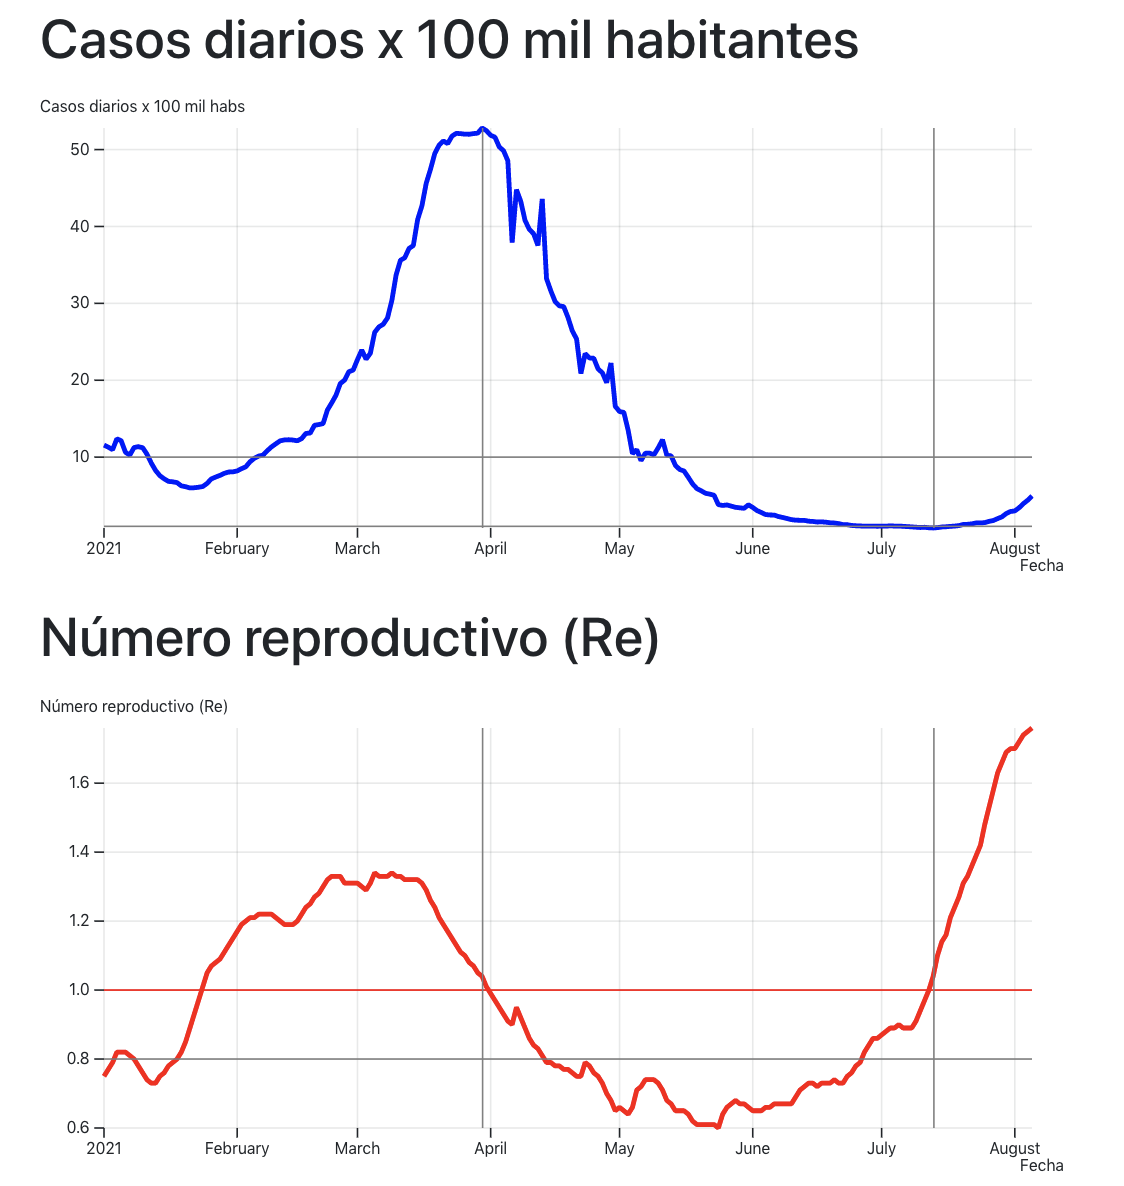 Casos diarios x 100 mil habitantes
Casos diarios x 100 mil habs
50
40
30
20
10
2021 February March April May June July August
Fecha
Número reproductivo (Re)
Número reproductivo (Re)
1.6
1.4
1.2
1.0
0.8
0.6
2021 February March April May June July August
Fecha